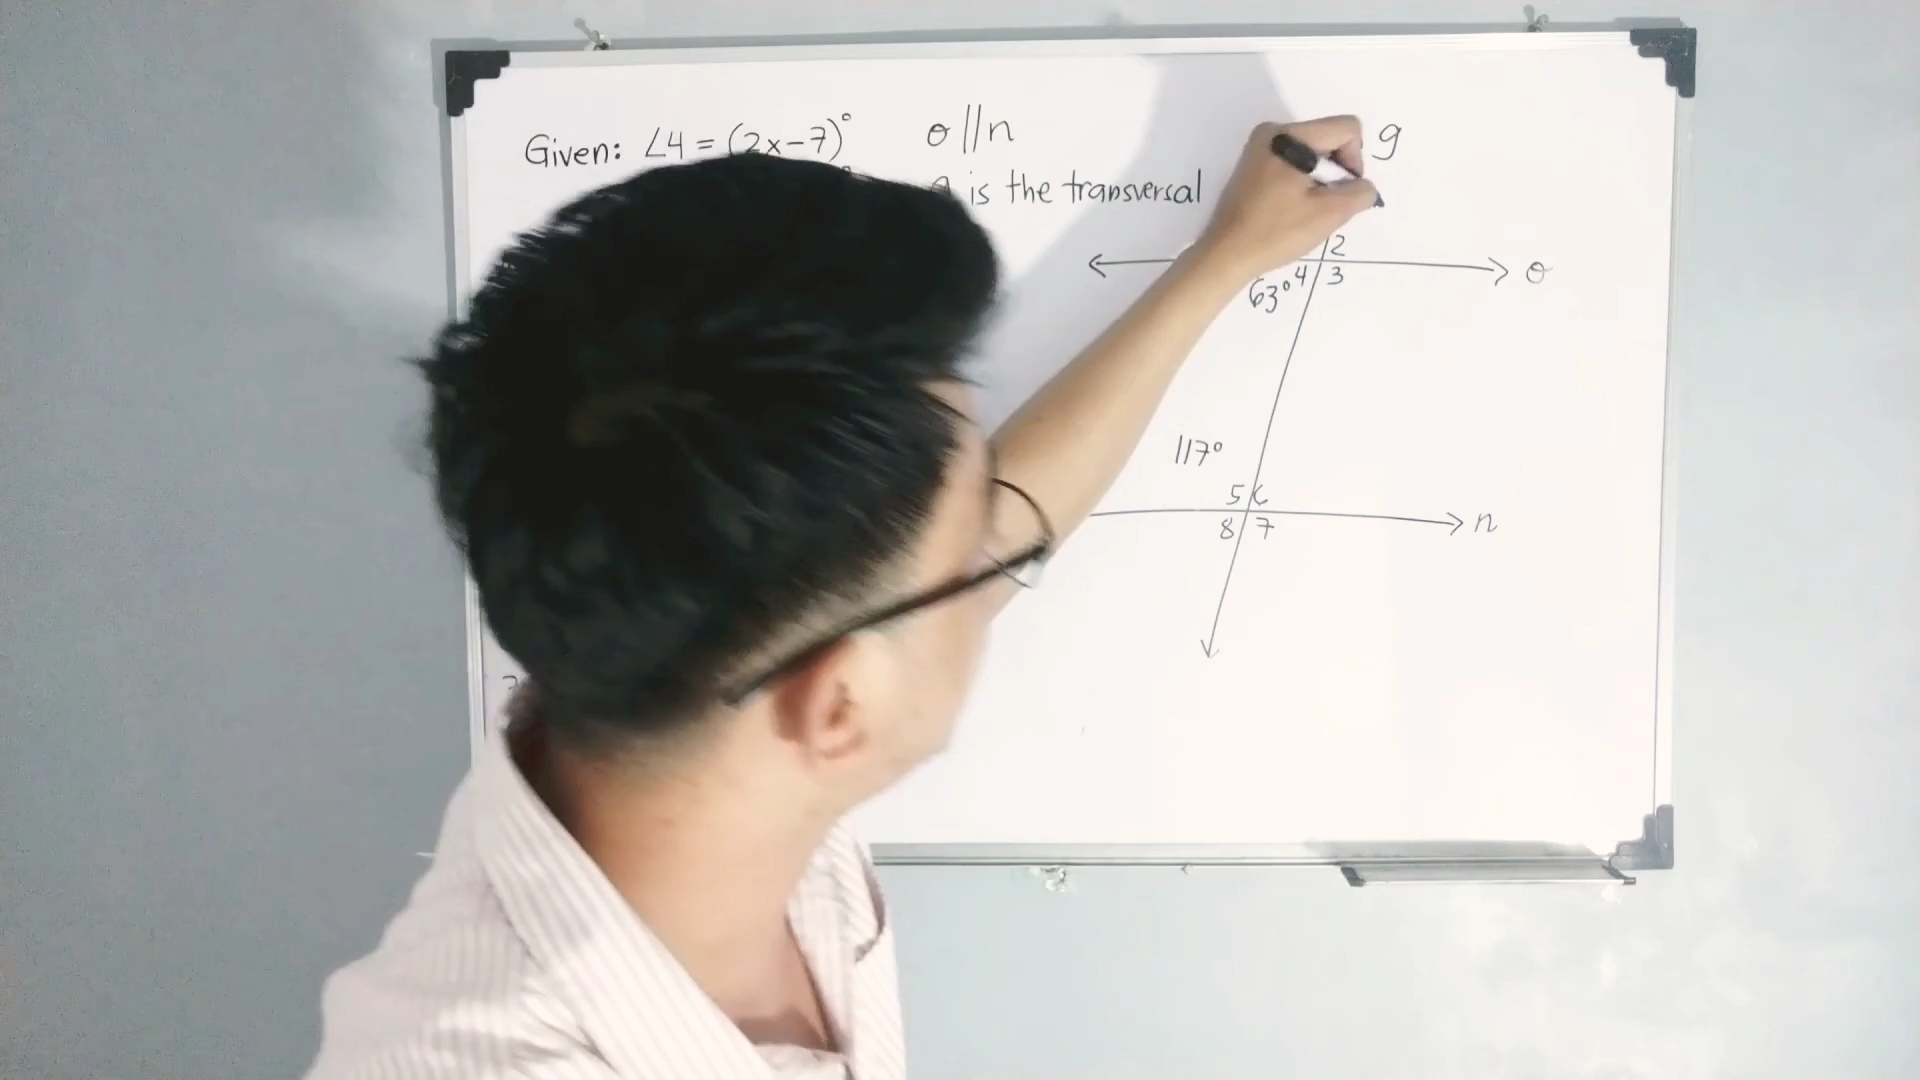 Given: ∠4 = (2x-7)°
o || n
g
is the transversal
2
4 3
63°
o
117°
5 6
n
8 7